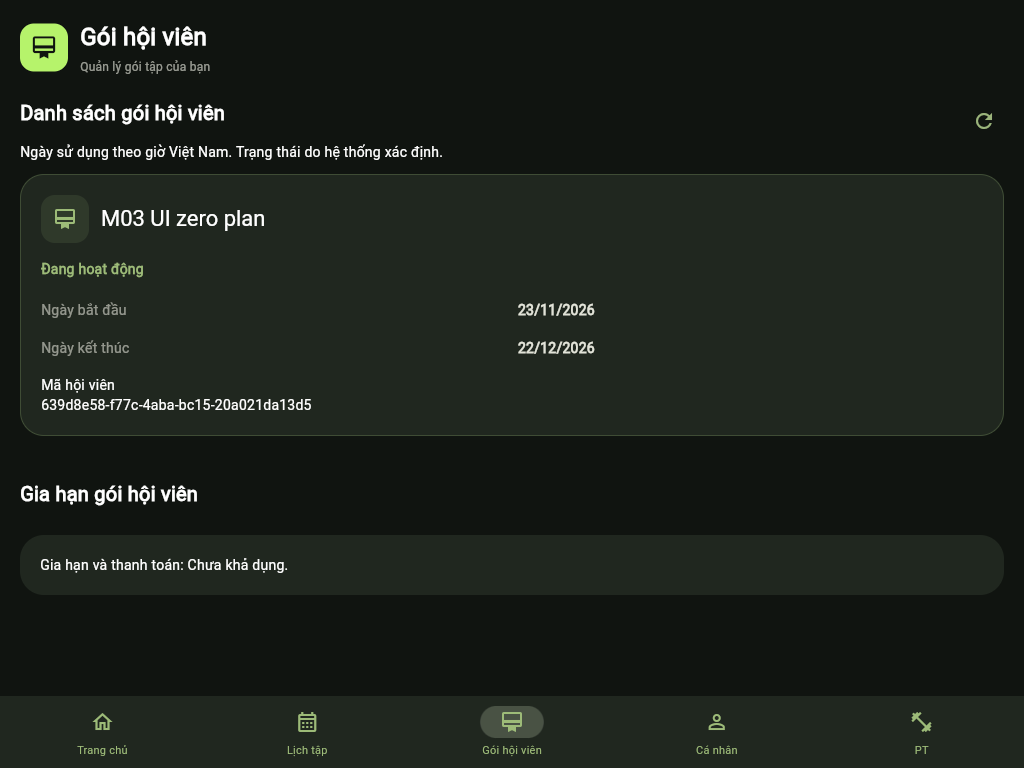 Gói hội viên
Quản lý gói tập của bạn
Danh sách gói hội viên
Ngày sử dụng theo giờ Việt Nam. Trạng thái do hệ thống xác định.
M03 UI zero plan
Đang hoạt động
Ngày bắt đầu 23/11/2026
Ngày kết thúc 22/12/2026
Mã hội viên
639d8e58-f77c-4aba-bc15-20a021da13d5
Gia hạn gói hội viên
Gia hạn và thanh toán: Chưa khả dụng.
Trang chủ Lịch tập Gói hội viên Cá nhân PT